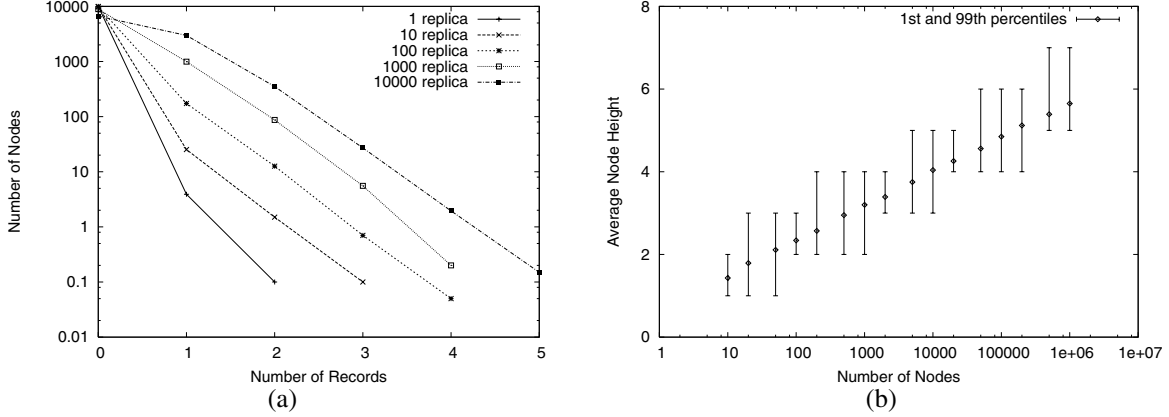 10000
1000
100
10
1
0.1
0.01
Number of Nodes
1 replica
10 replica
100 replica
1000 replica
10000 replica
0 1 2 3 4 5
Number of Records
(a)
8
6
4
2
0
Average Node Height
1st and 99th percentiles
1 10 100 1000 10000 100000 1e+06 1e+07
Number of Nodes
(b)